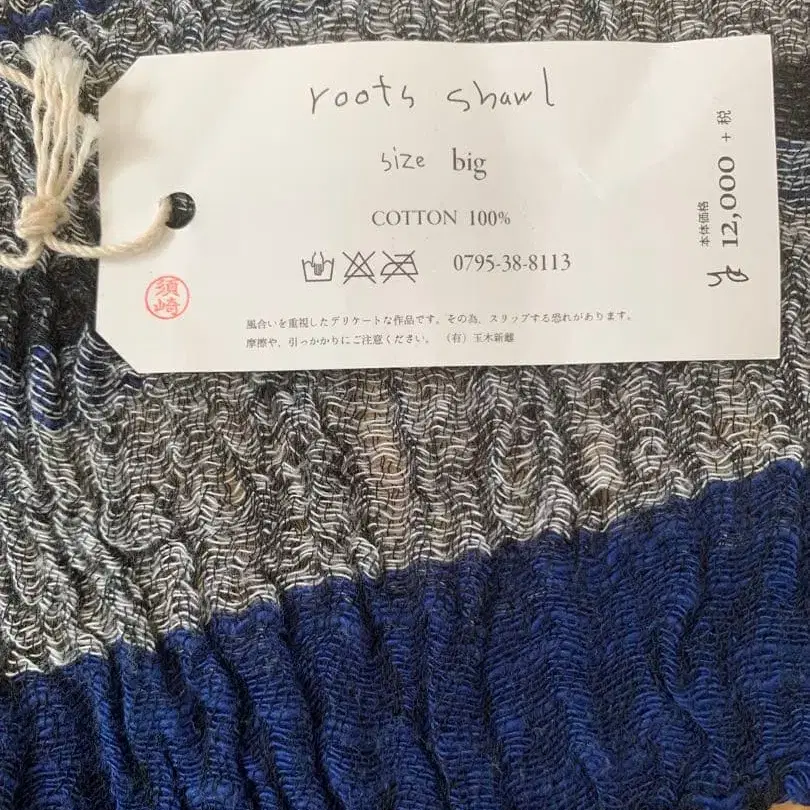 roots shawl
size big
COTTON 100%
0795-38-8113
須崎
風合いを重視したデリケートな作品です。その為、スリップする恐れがあります。
摩擦や、引っかかりにご注意ください。（有）玉木新雌
本体価格
12,000 + 税